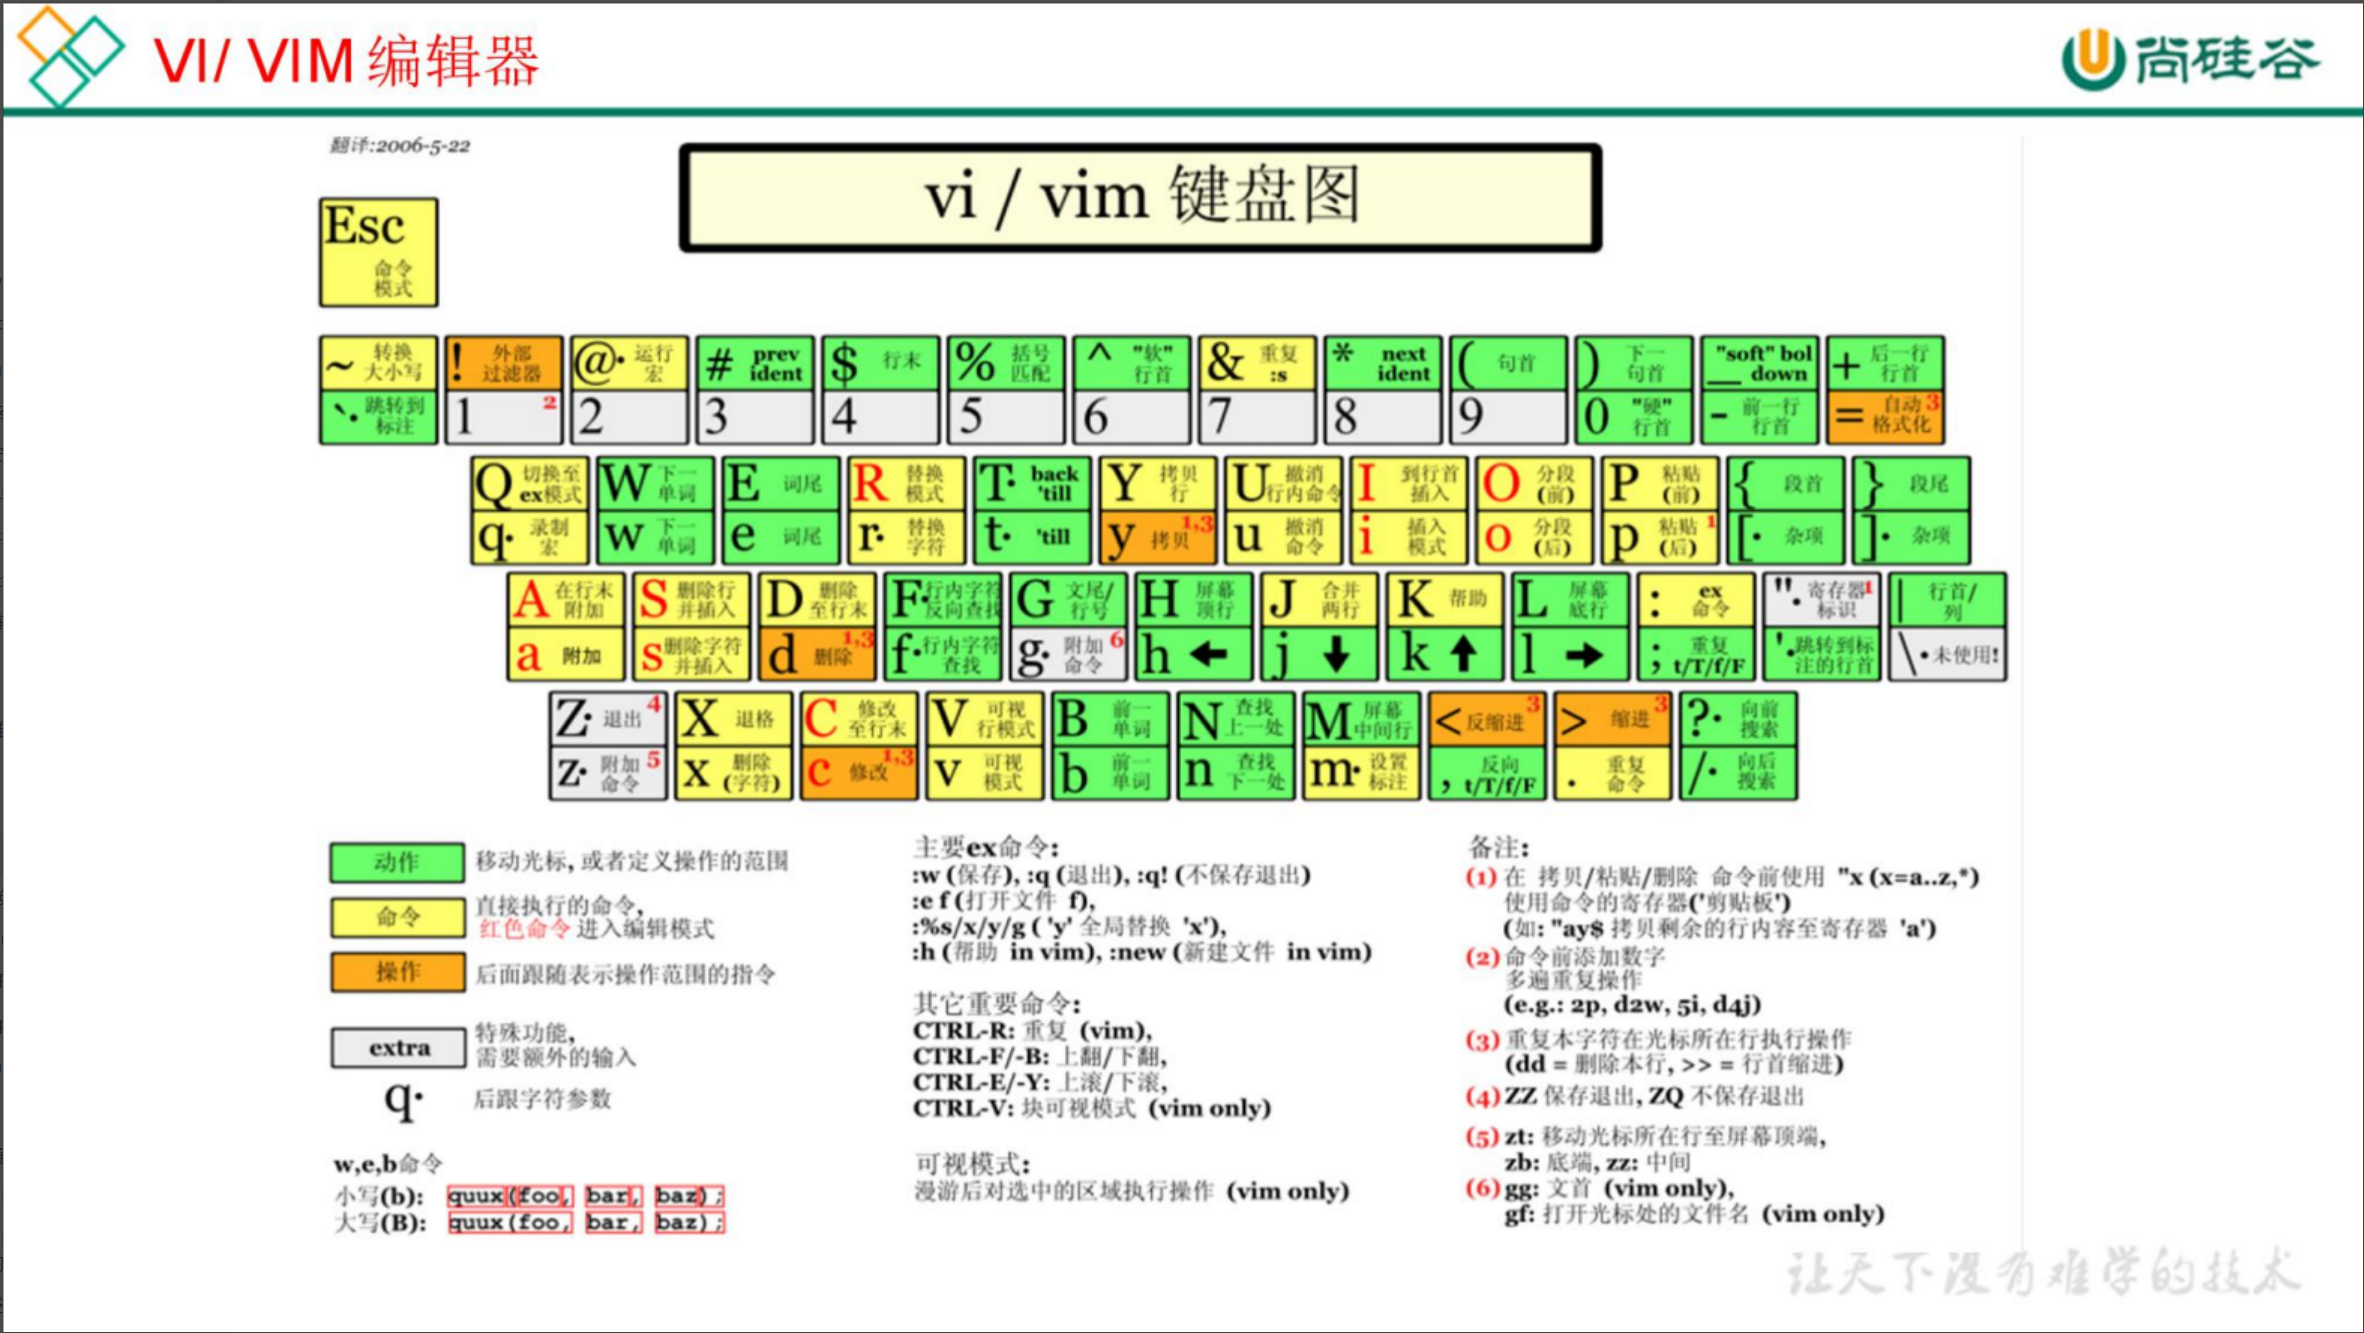 VI/ VIM编辑器
尚硅谷
翻译:2006-5-22
vi / vim 键盘图
Esc
命令
模式
~ 转换
大小写
! 外部
过滤器
@· 运行
宏
# prev
ident
$ 行末
% 括号
匹配
^ "软"
行首
& 重复
:s
* next
ident
( 句首
) 下一
句首
"soft" bol
_ down
+ 后一行
行首
`· 跳转到
标注
1 2
2
3
4
5
6
7
8
9
0 "硬"
行首
- 前一行
行首
= 自动 3
格式化
Q 切换至
ex模式
W 下一
单词
E 词尾
R 替换
模式
T· back
'till
Y 拷贝
行
U 撤消
行内命令
I 到行首
插入
O 分段
(前)
P 粘贴
(前)
{ 段首
} 段尾
q· 录制
宏
w 下一
单词
e 词尾
r· 替换
字符
t· 'till
y 拷贝 1,3
u 撤消
命令
i 插入
模式
o 分段
(后)
p 粘贴 1
(后)
[· 杂项
]· 杂项
A 在行末
附加
S 删除行
并插入
D 删除
至行末
F· 行内字符
反向查找
G 文尾/
行号
H 屏幕
顶行
J 合并
两行
K 帮助
L 屏幕
底行
: ex
命令
"· 寄存器 1
标识
| 行首/
列
a 附加
s 删除字符
并插入
d 删除 1,3
f· 行内字符
查找
g· 附加 6
命令
h ←
j ↓
k ↑
l →
; 重复
t/T/f/F
'· 跳转到标
注的行首
\· 未使用!
Z· 退出 4
X 退格
C 修改
至行末
V 可视
行模式
B 前一
单词
N 查找
上一处
M 屏幕
中间行
< 反缩进 3
> 缩进 3
?· 向前
搜索
z· 附加 5
命令
x 删除
(字符)
c 修改 1,3
v 可视
模式
b 前一
单词
n 查找
下一处
m· 设置
标注
, 反向
t/T/f/F
. 重复
命令
/· 向后
搜索
动作 移动光标, 或者定义操作的范围
命令 直接执行的命令,
红色命令 进入编辑模式
操作 后面跟随表示操作范围的指令
extra 特殊功能,
需要额外的输入
q· 后跟字符参数
w,e,b命令
小写(b): quux(foo, bar, baz);
大写(B): quux(foo, bar, baz);
主要ex命令:
:w (保存), :q (退出), :q! (不保存退出)
:e f (打开文件 f),
:%s/x/y/g ( 'y' 全局替换 'x'),
:h (帮助 in vim), :new (新建文件 in vim)
其它重要命令:
CTRL-R: 重复 (vim),
CTRL-F/-B: 上翻/下翻,
CTRL-E/-Y: 上滚/下滚,
CTRL-V: 块可视模式 (vim only)
可视模式:
漫游后对选中的区域执行操作 (vim only)
备注:
(1) 在 拷贝/粘贴/删除 命令前使用 "x (x=a..z,*)
使用命令的寄存器('剪贴板')
(如: "ay$ 拷贝剩余的行内容至寄存器 'a')
(2) 命令前添加数字
多遍重复操作
(e.g.: 2p, d2w, 5i, d4j)
(3) 重复本字符在光标所在行执行操作
(dd = 删除本行, >> = 行首缩进)
(4) ZZ 保存退出, ZQ 不保存退出
(5) zt: 移动光标所在行至屏幕顶端,
zb: 底端, zz: 中间
(6) gg: 文首 (vim only),
gf: 打开光标处的文件名 (vim only)
让天下没有难学的技术